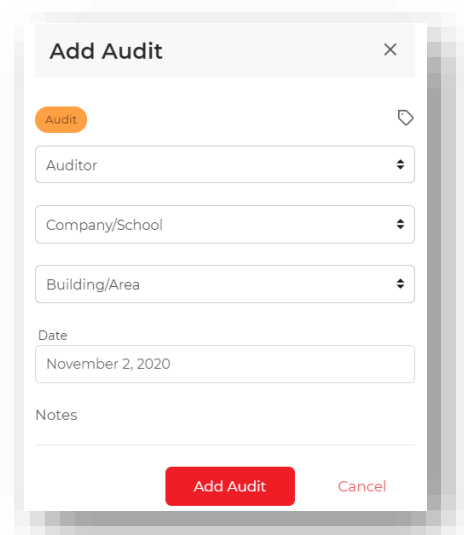 Add Audit
Audit
Auditor
Company/School
Building/Area
Date
November 2, 2020
Notes
Add Audit Cancel